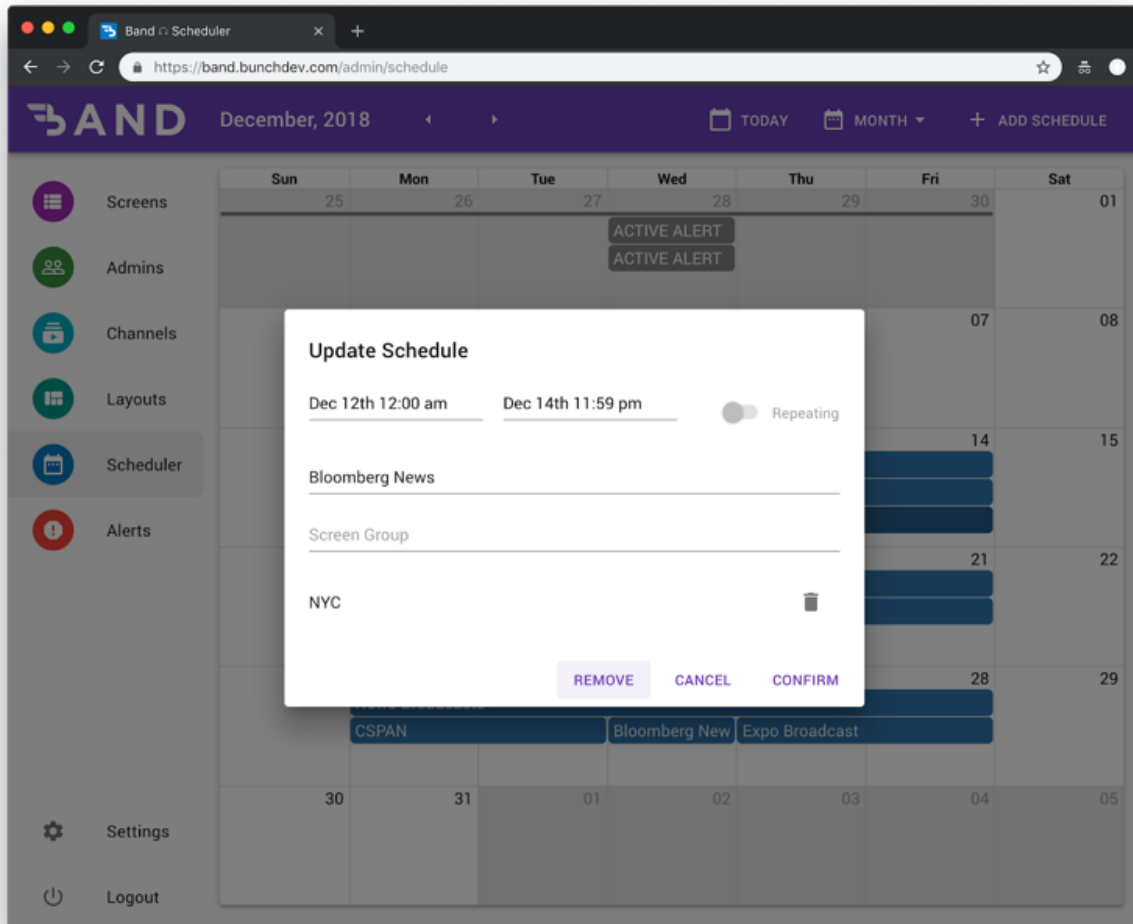 Band ∩ Scheduler
https://band.bunchdev.com/admin/schedule
BAND
December, 2018
TODAY
MONTH
ADD SCHEDULE
Screens
Admins
Channels
Layouts
Scheduler
Alerts
Settings
Logout
Sun Mon Tue Wed Thu Fri Sat
25 26 27 28 29 30 01
ACTIVE ALERT
ACTIVE ALERT
07 08
Update Schedule
Dec 12th 12:00 am Dec 14th 11:59 pm Repeating
Bloomberg News
Screen Group
NYC
REMOVE CANCEL CONFIRM
14 15
21 22
28 29
CSPAN Bloomberg New Expo Broadcast
30 31 01 02 03 04 05